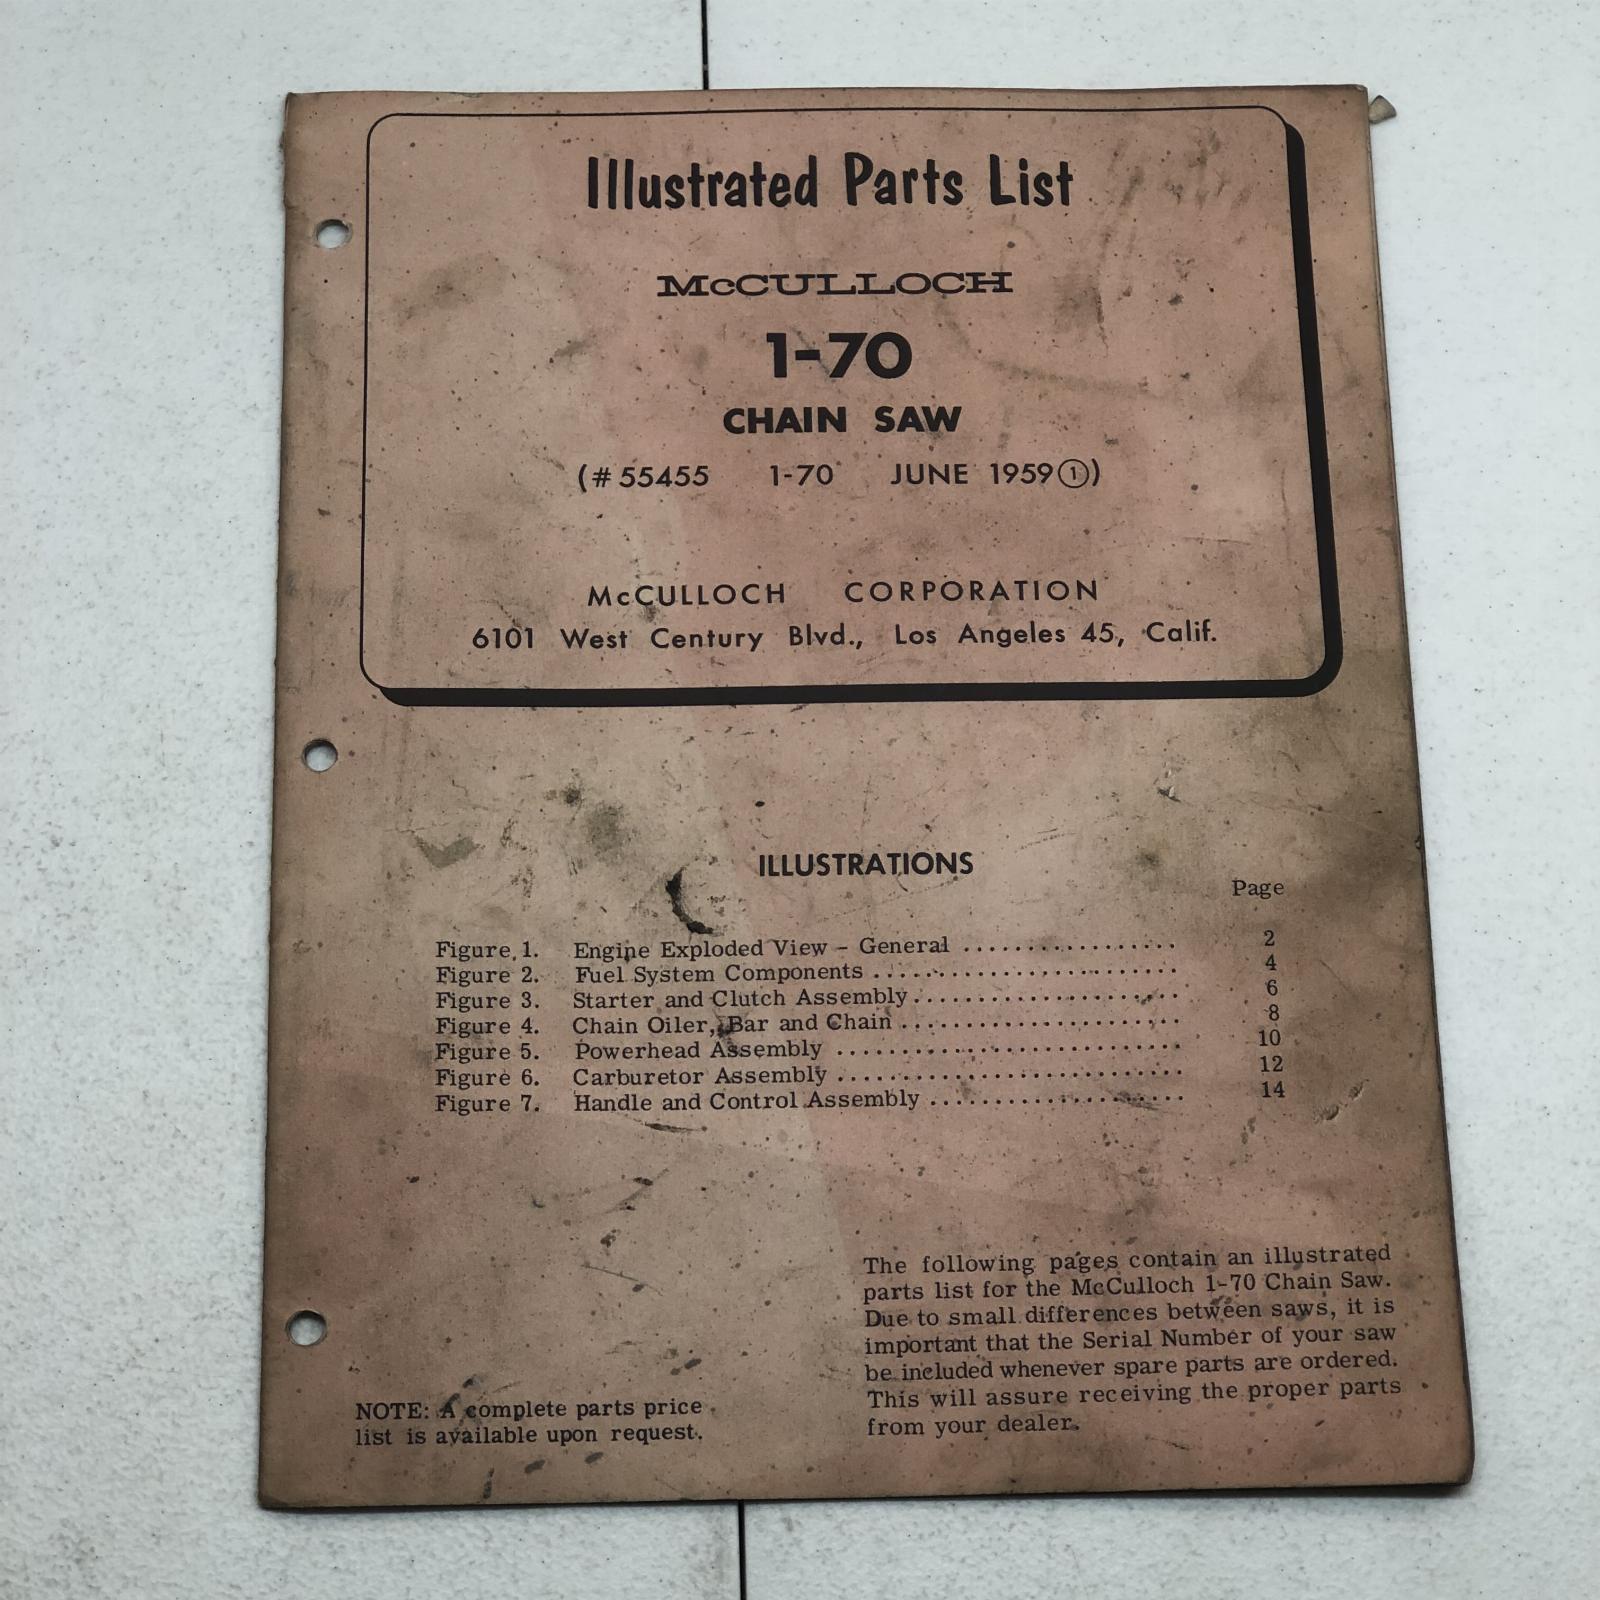 Illustrated Parts List
McCULLOCH
1-70
CHAIN SAW
(#55455 1-70 JUNE 1959①)
McCULLOCH CORPORATION
6101 West Century Blvd., Los Angeles 45, Calif.
ILLUSTRATIONS
Page
Figure 1. Engine Exploded View - General ................. 2
Figure 2. Fuel System Components ....................... 4
Figure 3. Starter and Clutch Assembly .................... 6
Figure 4. Chain Oiler, Bar and Chain ..................... 8
Figure 5. Powerhead Assembly .......................... 10
Figure 6. Carburetor Assembly .......................... 12
Figure 7. Handle and Control Assembly ................... 14
The following pages contain an illustrated
parts list for the McCulloch 1-70 Chain Saw.
Due to small differences between saws, it is
important that the Serial Number of your saw
be included whenever spare parts are ordered.
This will assure receiving the proper parts
from your dealer.
NOTE: A complete parts price
list is available upon request.